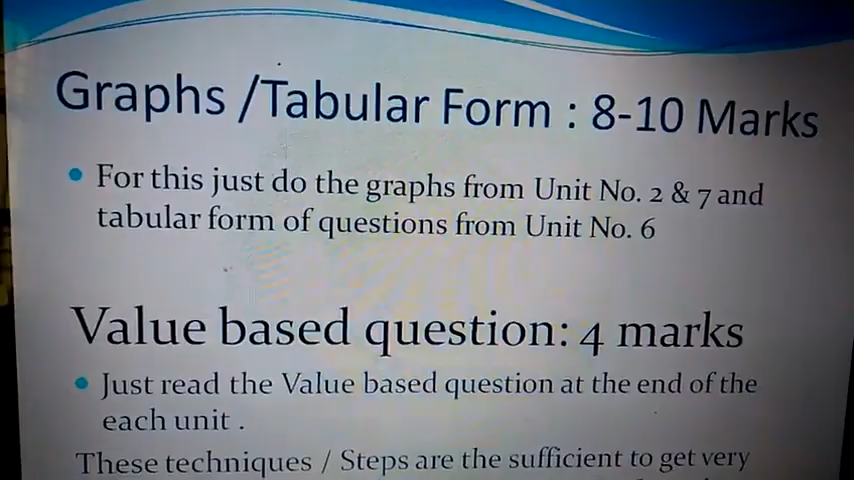 Graphs /Tabular Form : 8-10 Marks
For this just do the graphs from Unit No. 2 & 7 and
tabular form of questions from Unit No. 6
Value based question: 4 marks
Just read the Value based question at the end of the
each unit .
These techniques / Steps are the sufficient to get very